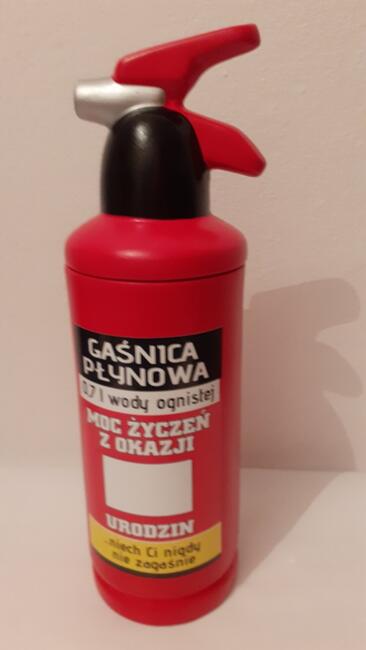 GAŚNICA
PŁYNOWA
0,7 l wody ognistej
MOC ŻYCZEŃ
Z OKAZJI
URODZIN
...niech Ci nigdy
nie zagaśnie